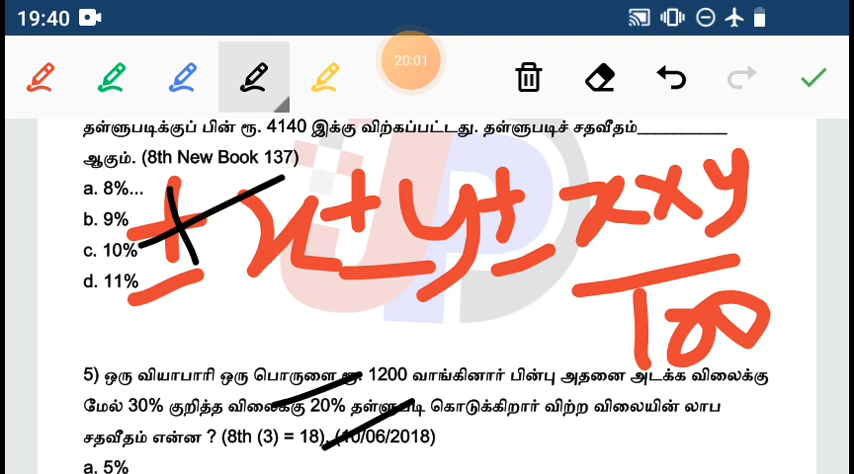 19:40
20:01
தள்ளுபடிக்குப் பின் ரூ. 4140 இக்கு விற்கப்பட்டது. தள்ளுபடிச் சதவீதம்__________
ஆகும். (8th New Book 137)
a. 8%...
b. 9%
c. 10%
d. 11%
± x ± y ± x×y
100
5) ஒரு வியாபாரி ஒரு பொருளை ரூ. 1200 வாங்கினார் பின்பு அதனை அடக்க விலைக்கு
மேல் 30% குறித்த விலைக்கு 20% தள்ளுபடி கொடுக்கிறார் விற்ற விலையின் லாப
சதவீதம் என்ன ? (8th (3) = 18), (10/06/2018)
a. 5%